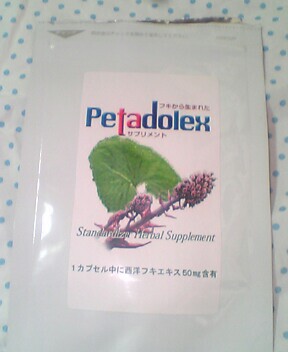 フキから生まれた
Petadolex
サプリメント
Standardized Herbal Supplement
1カプセル中に西洋フキエキス50mg含有